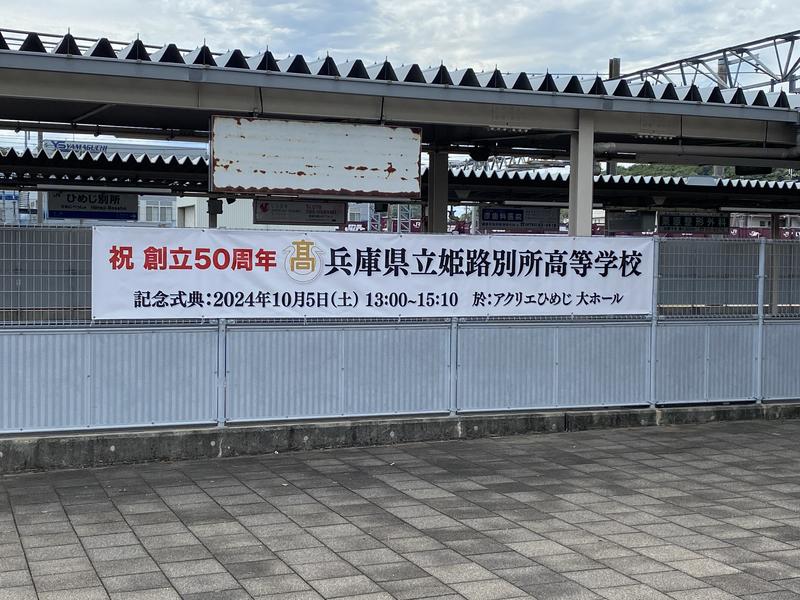 YAMAGUCHI
ひめじ別所
祝 創立50周年 高 兵庫県立姫路別所高等学校
記念式典：2024年10月5日(土) 13:00~15:10 於：アクリエひめじ 大ホール